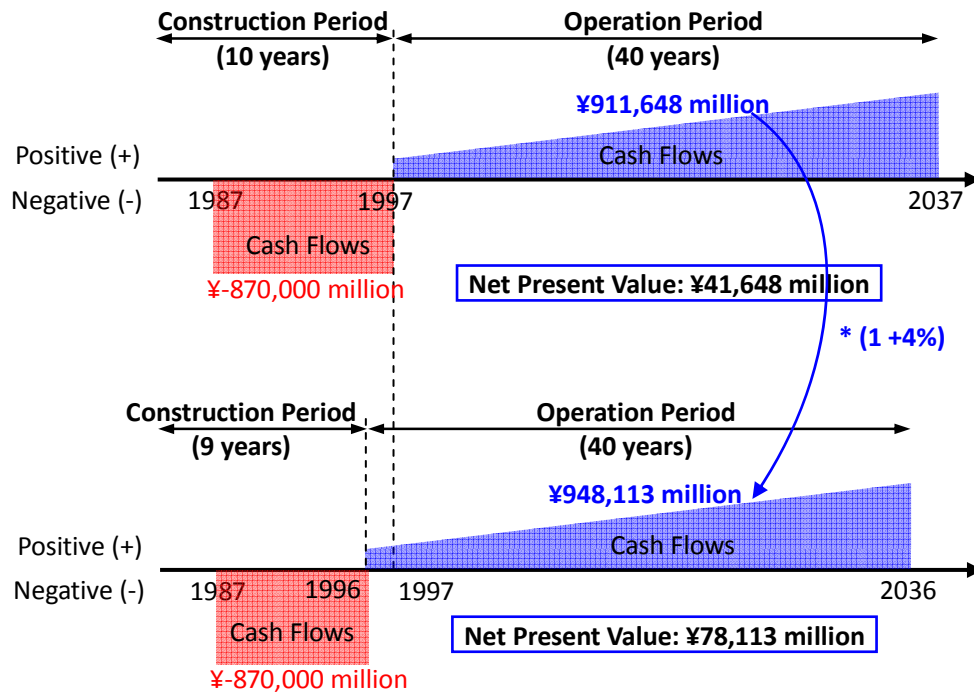 Construction Period
(10 years)
Operation Period
(40 years)
¥911,648 million
Positive (+)
Cash Flows
Negative (-)
1987
1997
2037
Cash Flows
¥-870,000 million
Net Present Value: ¥41,648 million
* (1 +4%)
Construction Period
(9 years)
Operation Period
(40 years)
¥948,113 million
Positive (+)
Cash Flows
Negative (-)
1987
1996
1997
2036
Cash Flows
Net Present Value: ¥78,113 million
¥-870,000 million